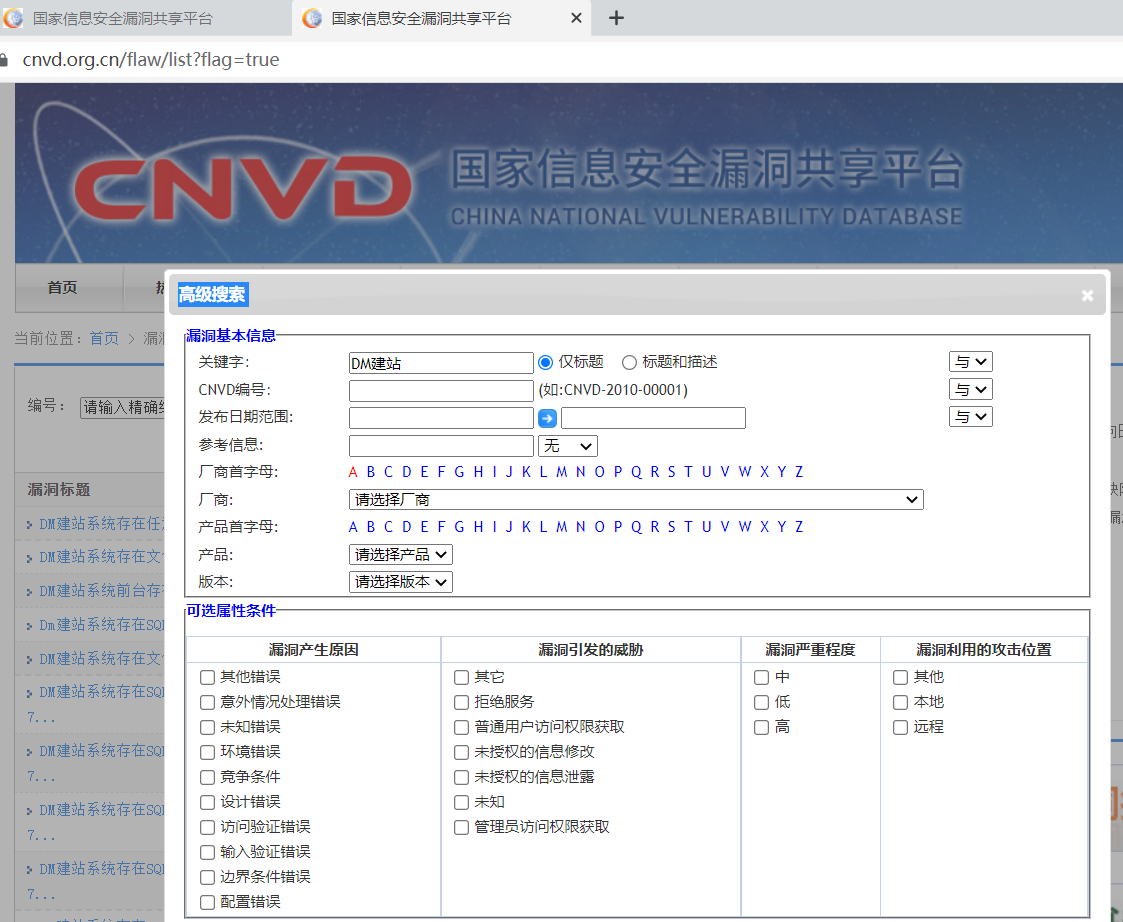 国家信息安全漏洞共享平台 国家信息安全漏洞共享平台 ✕ +
cnvd.org.cn/flaw/list?flag=true
CNVD 国家信息安全漏洞共享平台
CHINA NATIONAL VULNERABILITY DATABASE
首页
高级搜索 ×
当前位置: 首页 > 漏
漏洞基本信息
关键字: DM建站 仅标题 标题和描述 与
编号: 请输入精确
CNVD编号: (如:CNVD-2010-00001) 与
发布日期范围: 与
参考信息: 无
厂商首字母: A B C D E F G H I J K L M N O P Q R S T U V W X Y Z
厂商: 请选择厂商
产品首字母: A B C D E F G H I J K L M N O P Q R S T U V W X Y Z
产品: 请选择产品
版本: 请选择版本
漏洞标题
DM建站系统存在任
DM建站系统存在文
DM建站系统前台存
Dm建站系统存在SQ
DM建站系统存在文
DM建站系统存在SQ
7...
DM建站系统存在SQ
7...
DM建站系统存在SQ
7...
DM建站系统存在SQ
7...
可选属性条件
漏洞产生原因 漏洞引发的威胁 漏洞严重程度 漏洞利用的攻击位置
其他错误 其它 中 其他
意外情况处理错误 拒绝服务 低 本地
未知错误 普通用户访问权限获取 高 远程
环境错误 未授权的信息修改
竞争条件 未授权的信息泄露
设计错误 未知
访问验证错误 管理员访问权限获取
输入验证错误
边界条件错误
配置错误